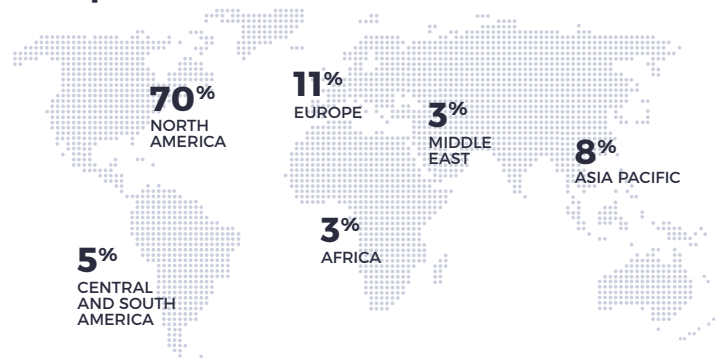 70%
NORTH
AMERICA
11%
EUROPE
3%
MIDDLE
EAST
8%
ASIA PACIFIC
3%
AFRICA
5%
CENTRAL
AND SOUTH
AMERICA